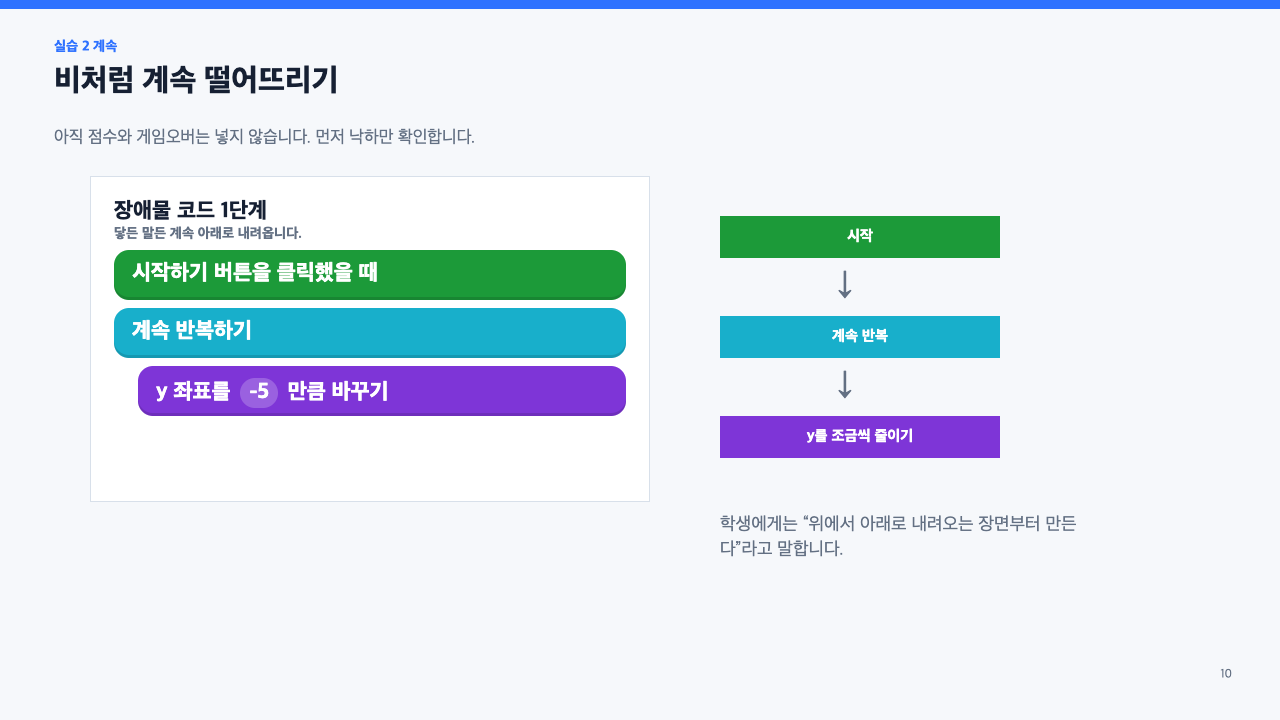 실습 2 계속
비처럼 계속 떨어뜨리기
아직 점수와 게임오버는 넣지 않습니다. 먼저 낙하만 확인합니다.
장애물 코드 1단계
닿든 말든 계속 아래로 내려옵니다.
시작하기 버튼을 클릭했을 때
계속 반복하기
y 좌표를 -5 만큼 바꾸기
시작
↓
계속 반복
↓
y를 조금씩 줄이기
학생에게는 “위에서 아래로 내려오는 장면부터 만든
다”라고 말합니다.
10